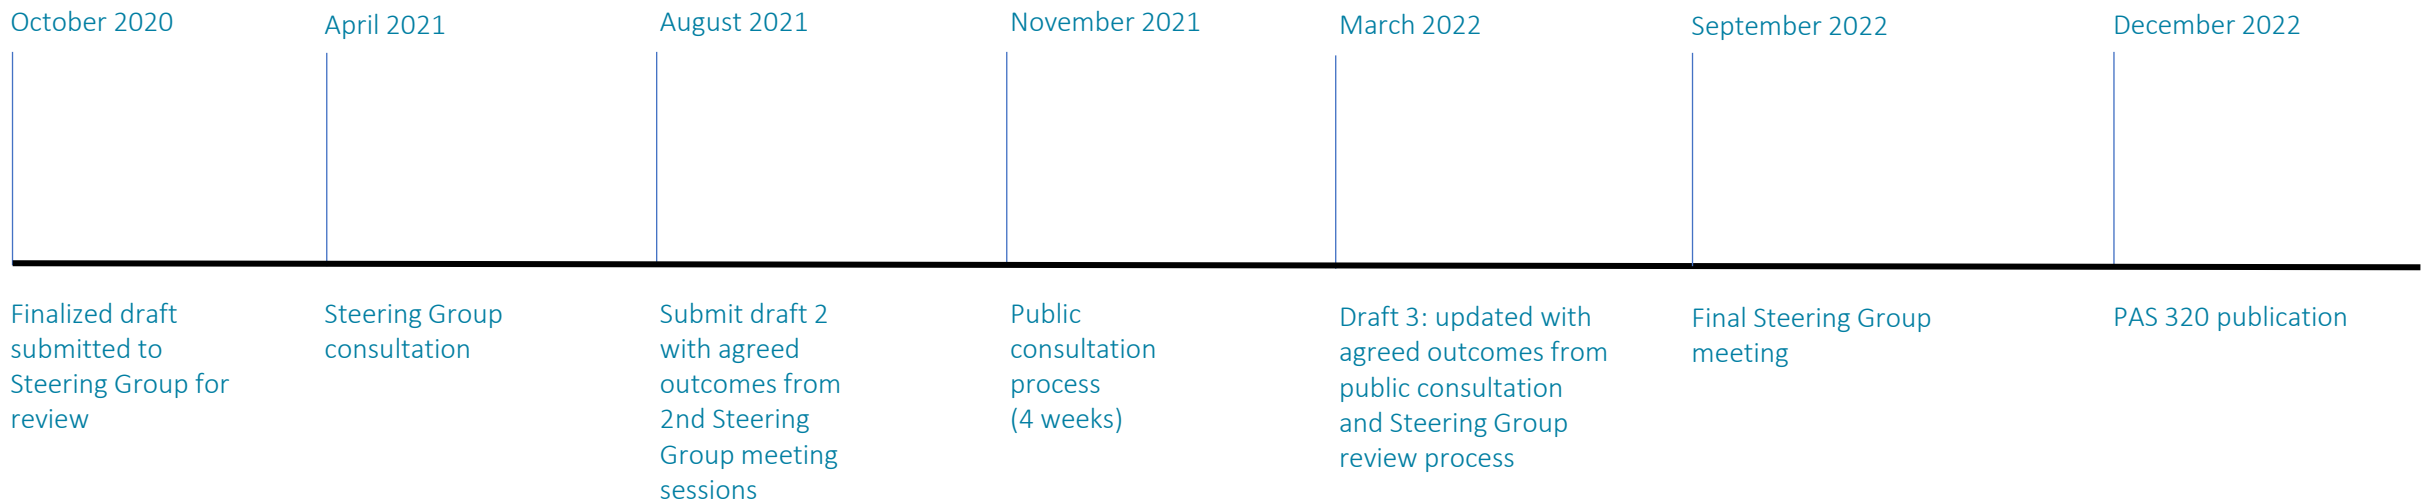 October 2020
April 2021
August 2021
November 2021
March 2022
September 2022
December 2022
Finalized draft
submitted to
Steering Group for
review
Steering Group
consultation
Submit draft 2
with agreed
outcomes from
2nd Steering
Group meeting
sessions
Public
consultation
process
(4 weeks)
Draft 3: updated with
agreed outcomes from
public consultation
and Steering Group
review process
Final Steering Group
meeting
PAS 320 publication